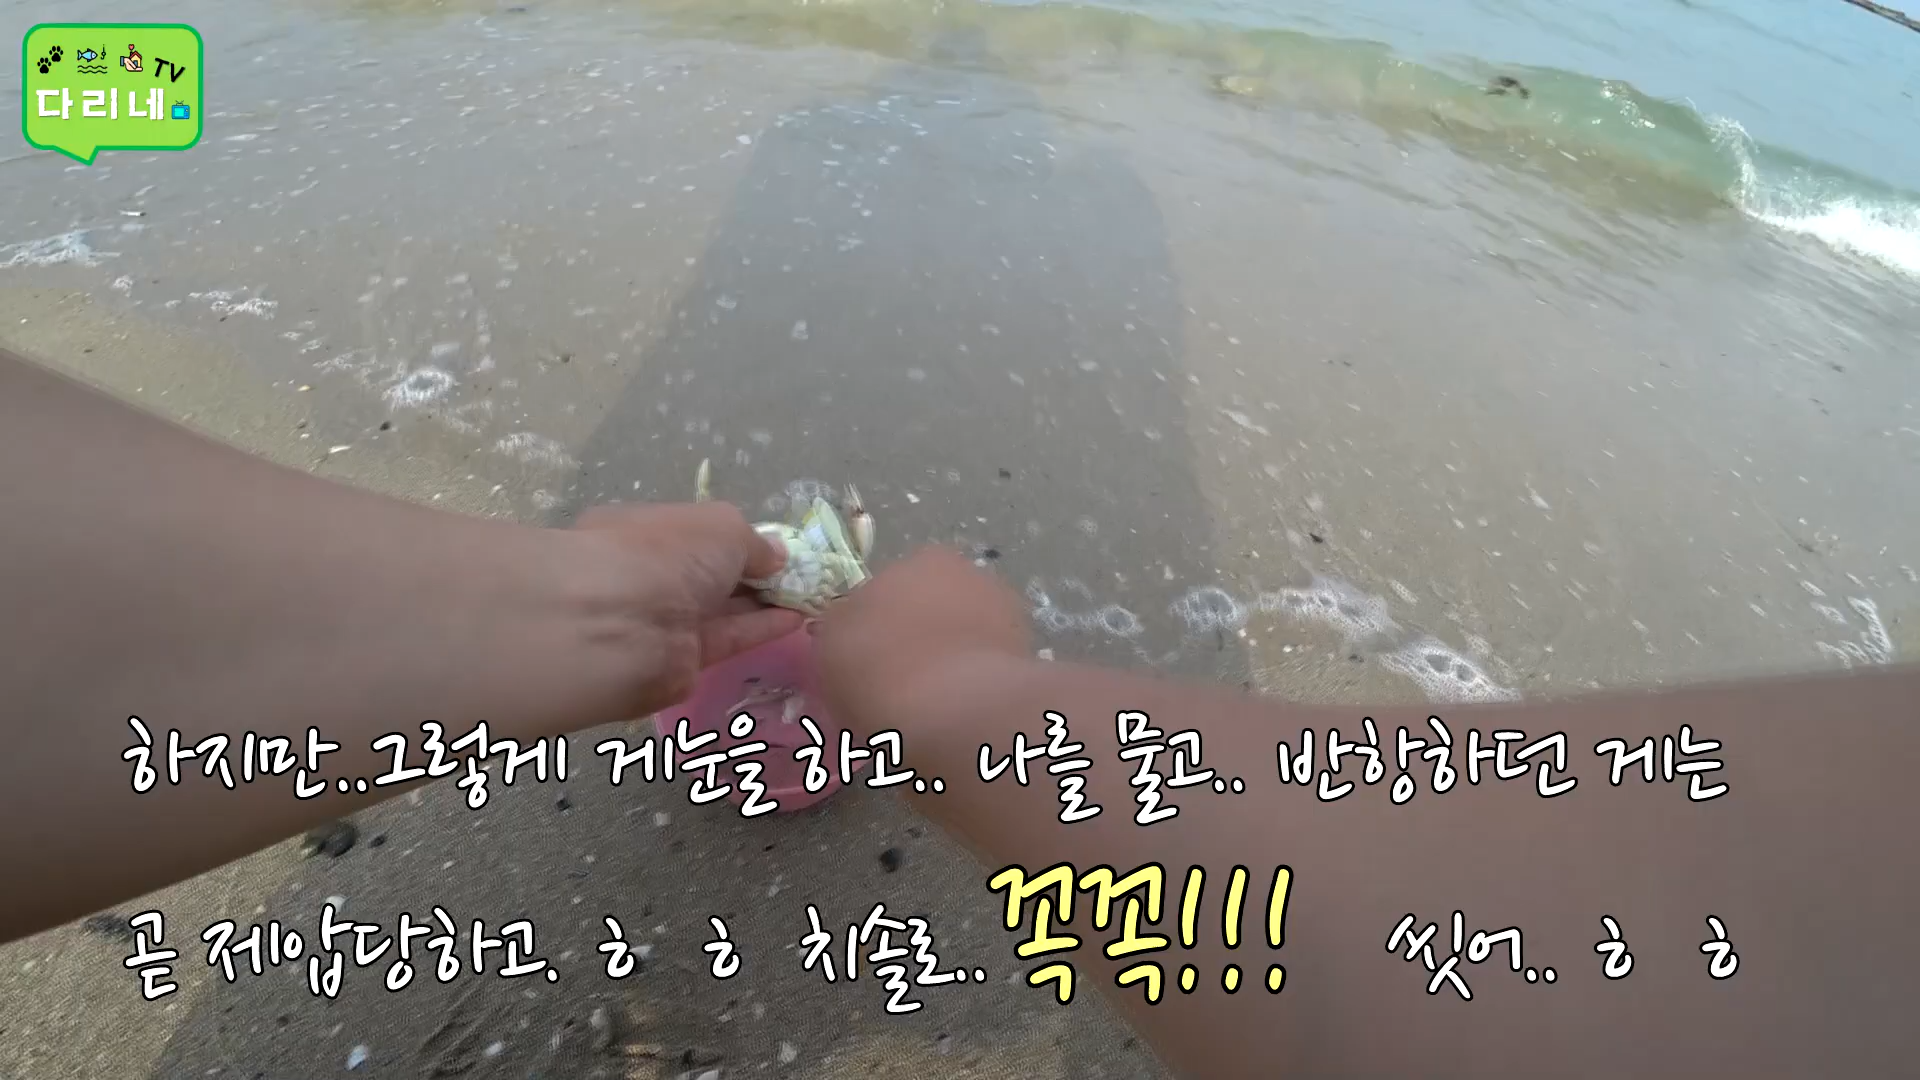 TV
다리네
하지만..그렇게 게눈을 하고.. 나를 물고.. 반항하던 게는
곧 제압당하고. ㅎ ㅎ 치솔로.. 꼭꼭!!! 씻어.. ㅎ ㅎ